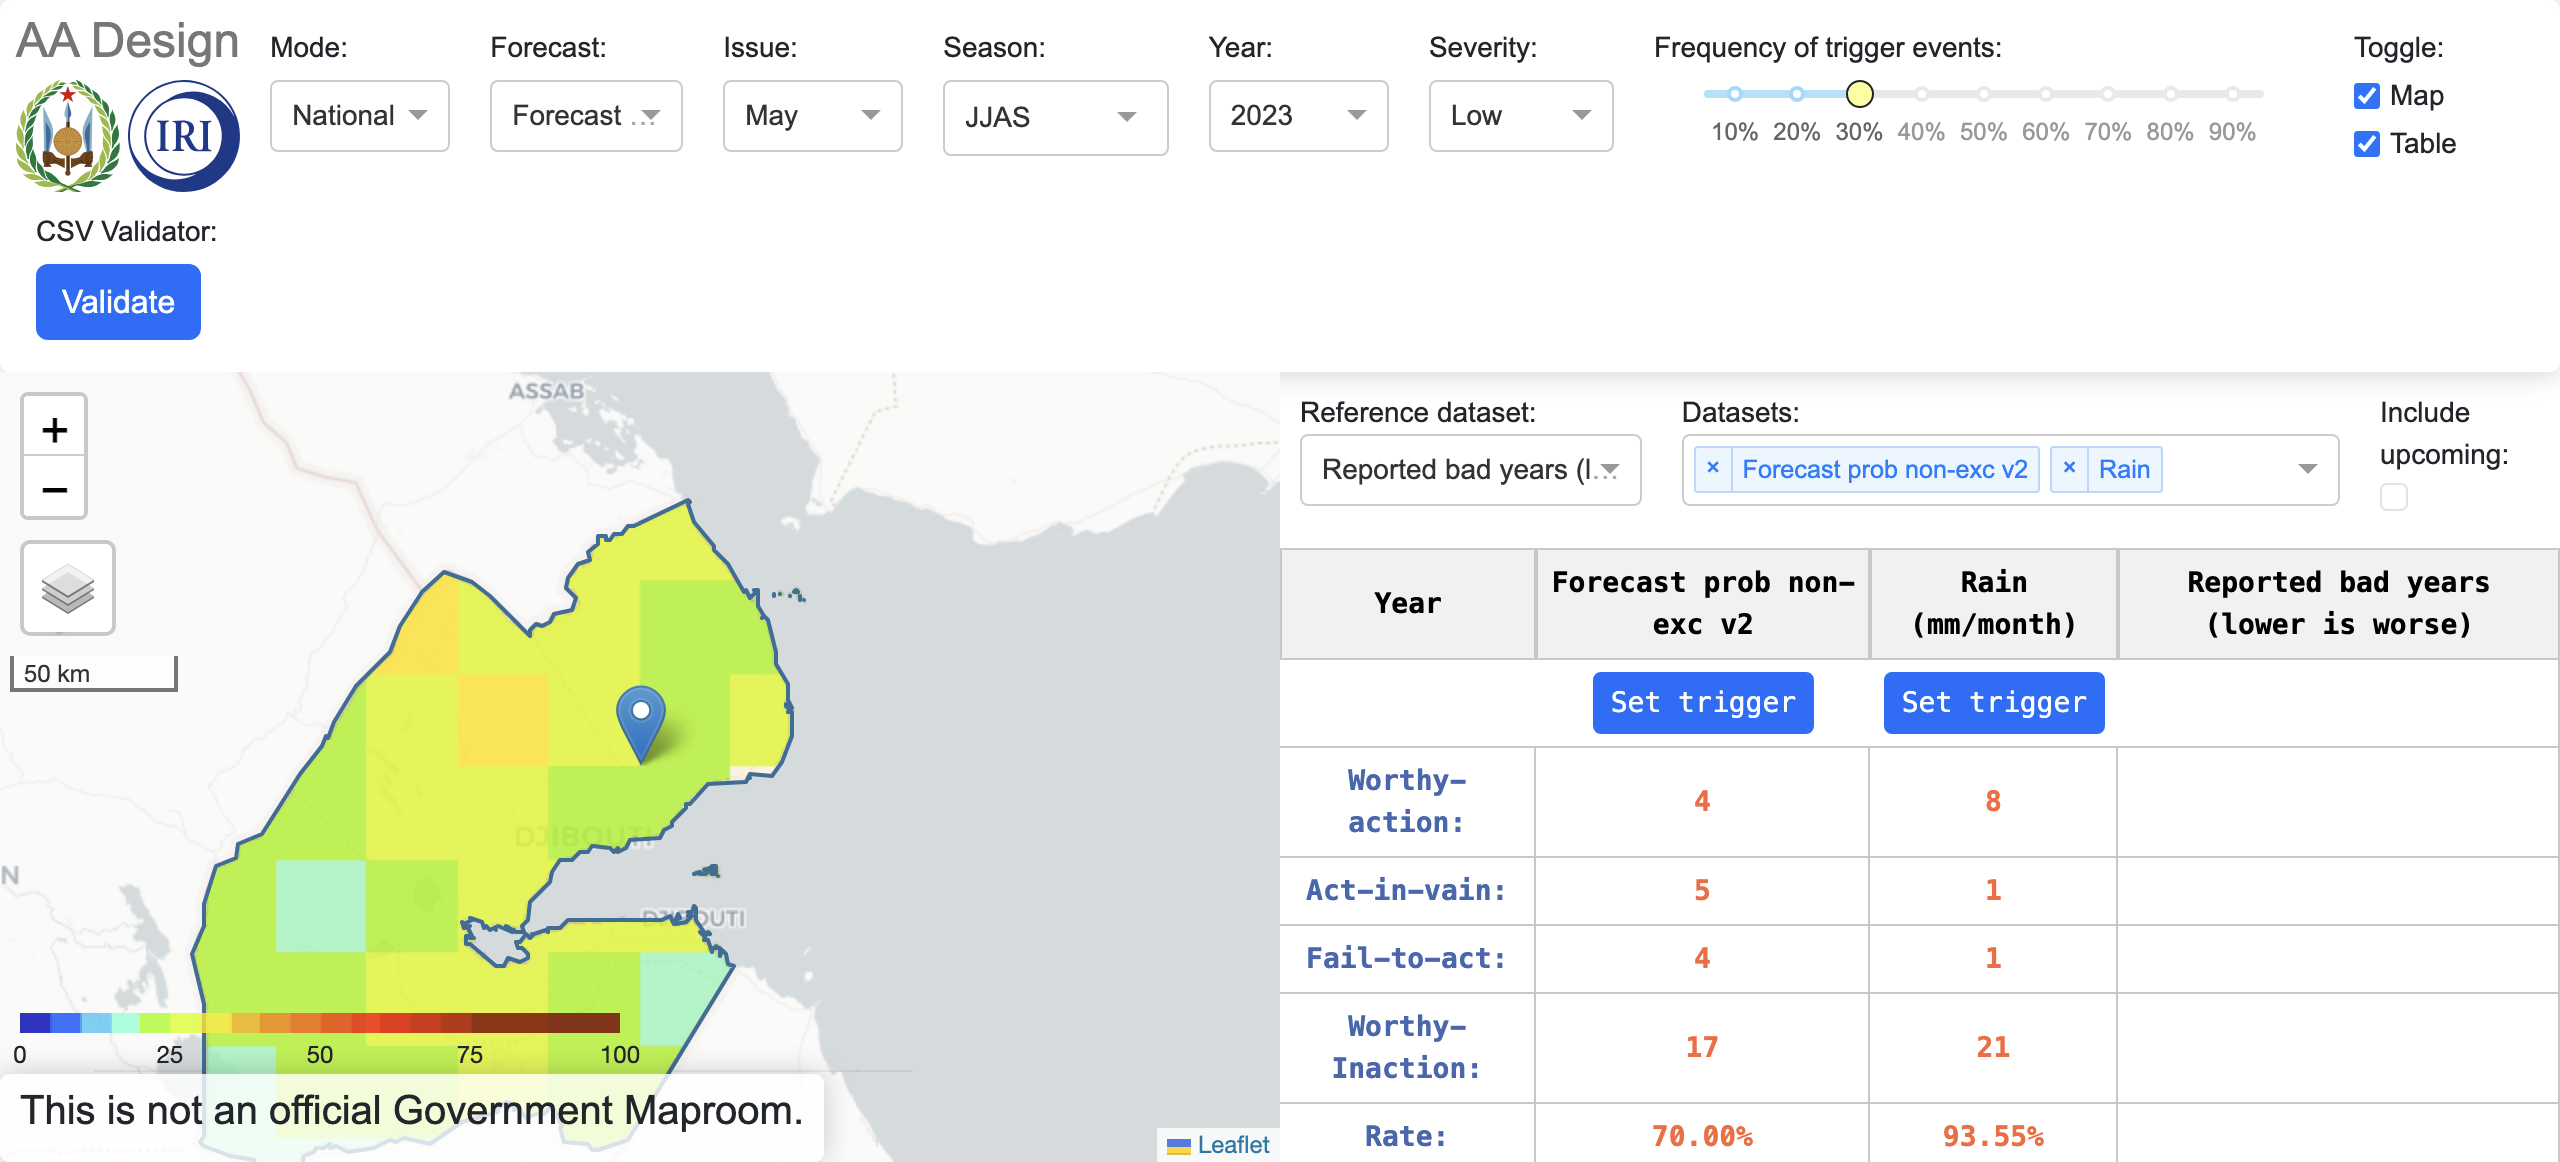 AA Design
IRI
Mode:
National
Forecast:
Forecast ...
Issue:
May
Season:
JJAS
Year:
2023
Severity:
Low
Frequency of trigger events:
10% 20% 30% 40% 50% 60% 70% 80% 90%
Toggle:
Map
Table
CSV Validator:
Validate
+
−
50 km
ASSAB
DJIBOUTI
DJIBOUTI
N
0 25 50 75 100
This is not an official Government Maproom.
Leaflet
Reference dataset:
Reported bad years (l...
Datasets:
× Forecast prob non-exc v2 × Rain
Include
upcoming:
Year
Forecast prob non-
exc v2
Rain
(mm/month)
Reported bad years
(lower is worse)
Set trigger Set trigger
Worthy-
action:
4 8
Act-in-vain: 5 1
Fail-to-act: 4 1
Worthy-
Inaction:
17 21
Rate: 70.00% 93.55%